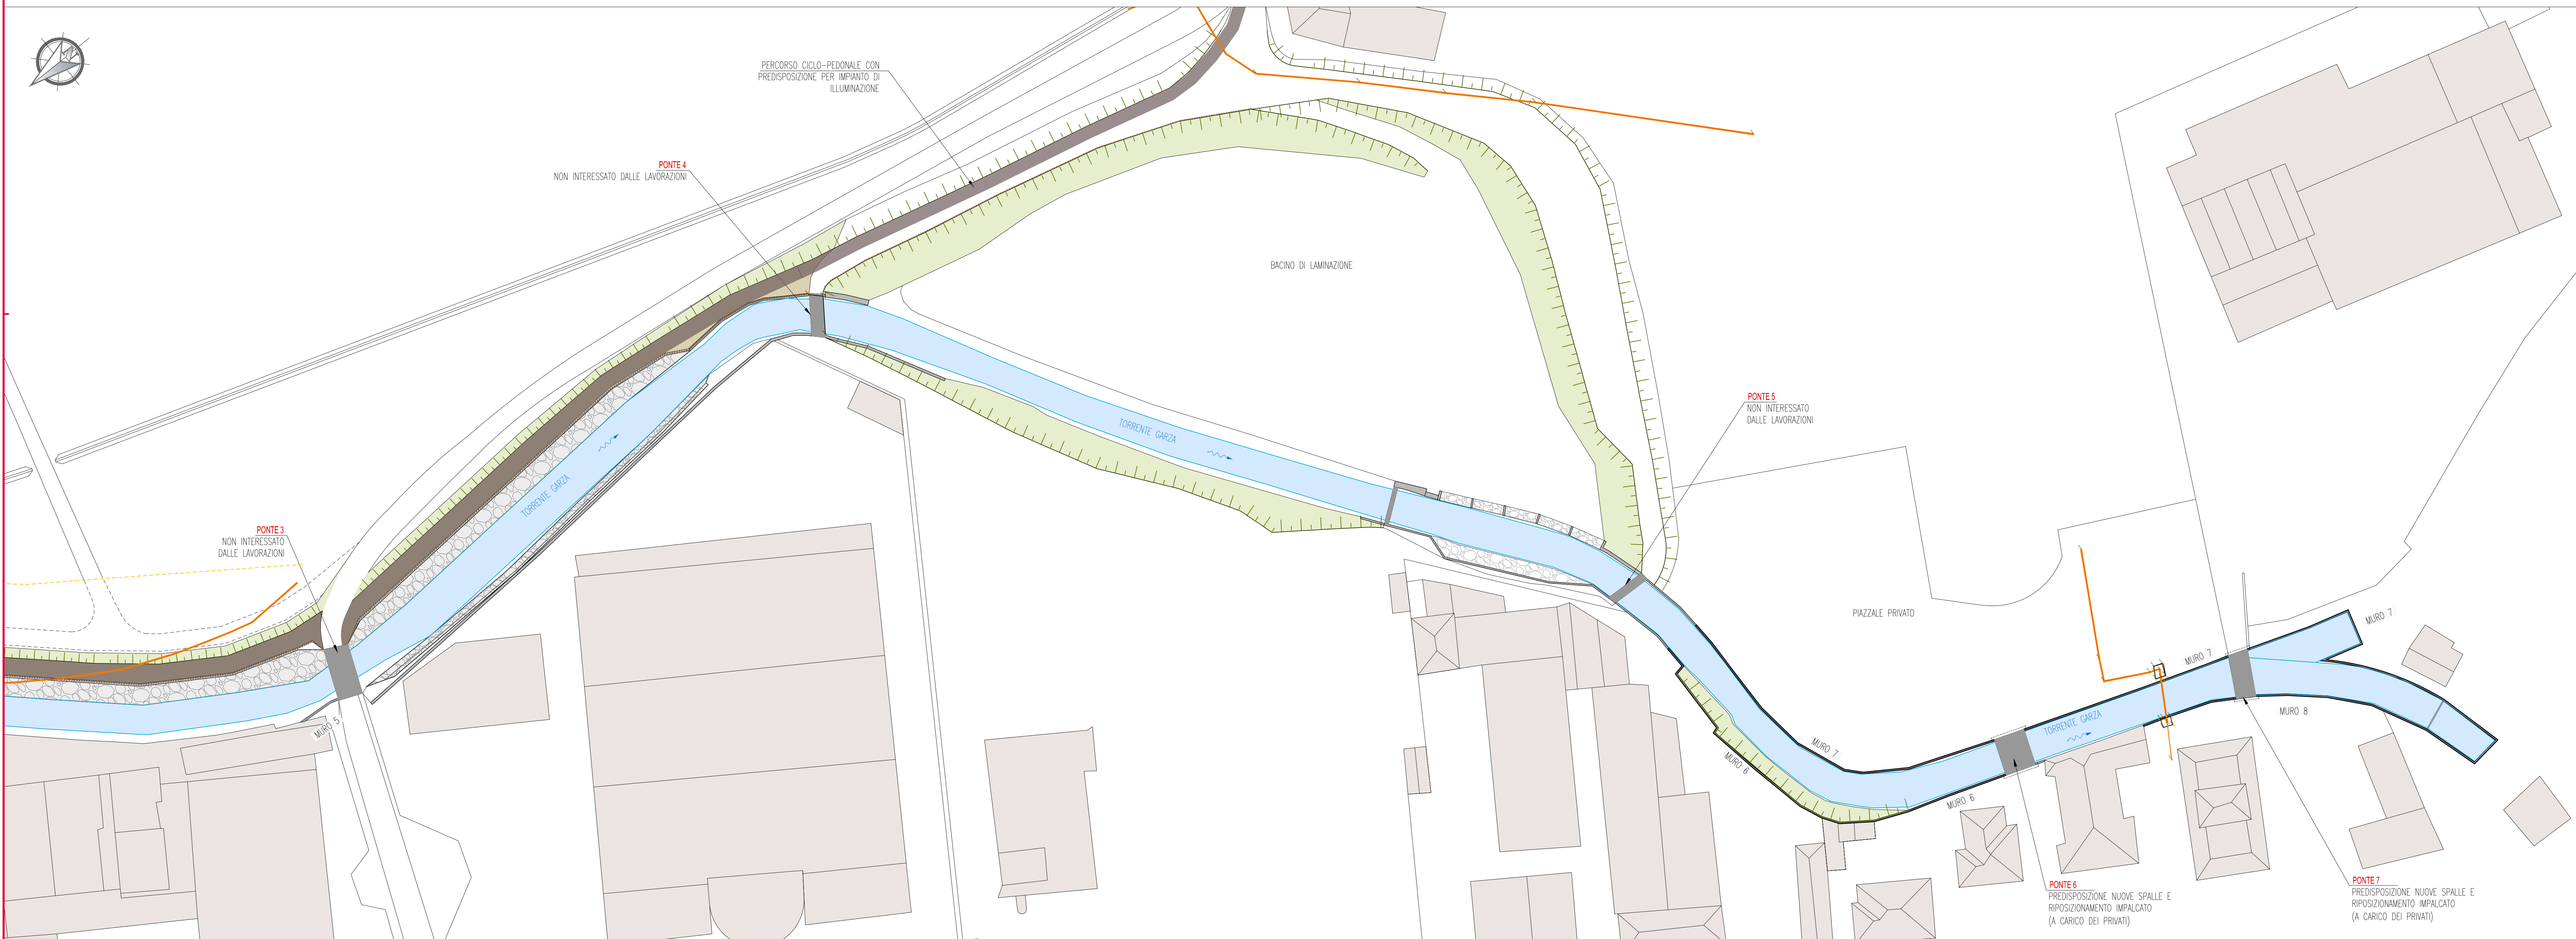 PERCORSO CICLO-PEDONALE CON
PREDISPOSIZIONE PER IMPIANTO DI
ILLUMINAZIONE
PONTE 4
NON INTERESSATO DALLE LAVORAZIONI
BACINO DI LAMINAZIONE
PONTE 5
NON INTERESSATO
DALLE LAVORAZIONI
TORRENTE GARZA
TORRENTE GARZA
PONTE 3
NON INTERESSATO
DALLE LAVORAZIONI
PIAZZALE PRIVATO
MURO 7
MURO 7
MURO 8
TORRENTE GARZA
MURO 5
MURO 7
MURO 6
MURO 6
PONTE 6
PREDISPOSIZIONE NUOVE SPALLE E
RIPOSIZIONAMENTO IMPALCATO
(A CARICO DEI PRIVATI)
PONTE 7
PREDISPOSIZIONE NUOVE SPALLE E
RIPOSIZIONAMENTO IMPALCATO
(A CARICO DEI PRIVATI)